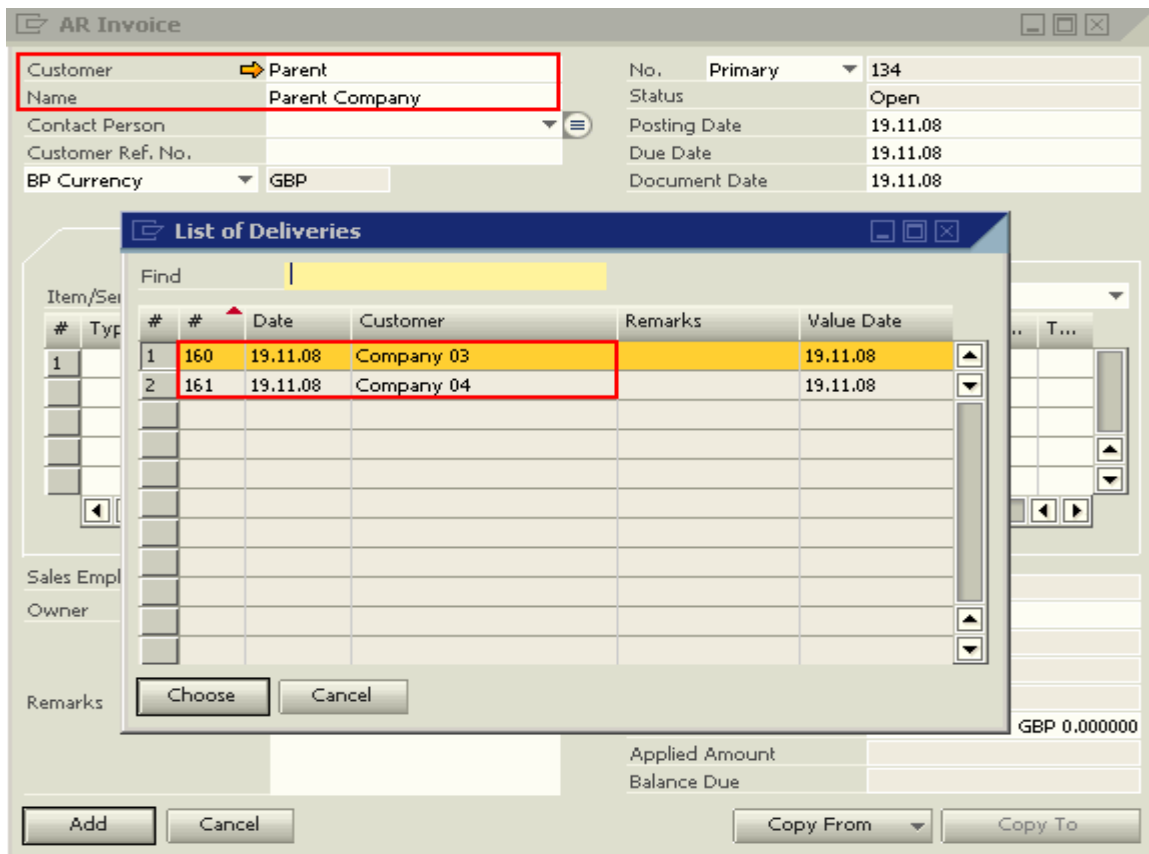 AR Invoice
Customer Parent
Name Parent Company
Contact Person
Customer Ref. No.
BP Currency GBP
No. Primary 134
Status Open
Posting Date 19.11.08
Due Date 19.11.08
Document Date 19.11.08
List of Deliveries
Find
# # Date Customer Remarks Value Date
1 160 19.11.08 Company 03 19.11.08
2 161 19.11.08 Company 04 19.11.08
Choose Cancel
Item/Ser
# Typ .. T...
1
Sales Empl
Owner
Remarks
GBP 0.000000
Applied Amount
Balance Due
Add Cancel Copy From Copy To